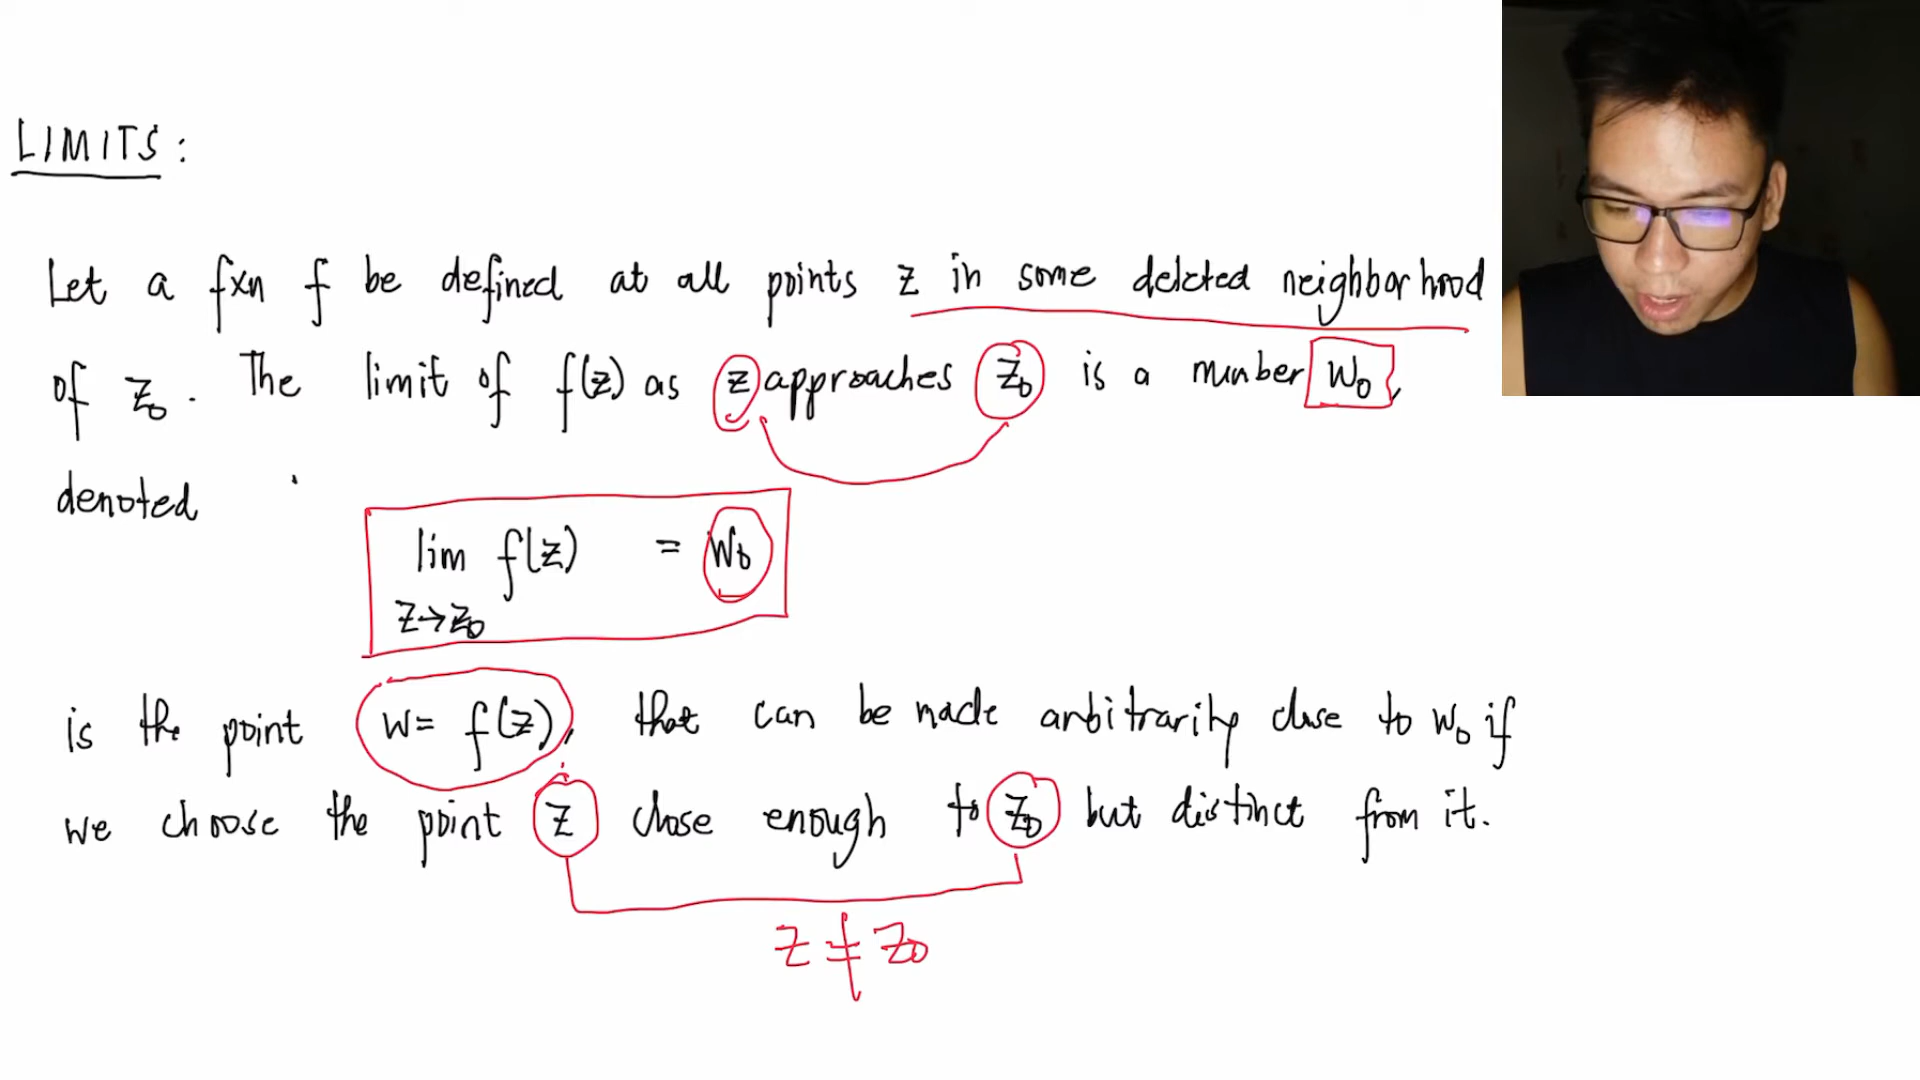 LIMITS:
Let a fxn f be defined at all points z in some deleted neighborhood
of z₀. The limit of f(z) as z approaches z₀ is a number w₀,
denoted
lim f(z) = w₀
z→z₀
is the point w= f(z), that can be made arbitrarily close to w₀ if
we choose the point z close enough to z₀ but distinct from it.
z ≠ z₀